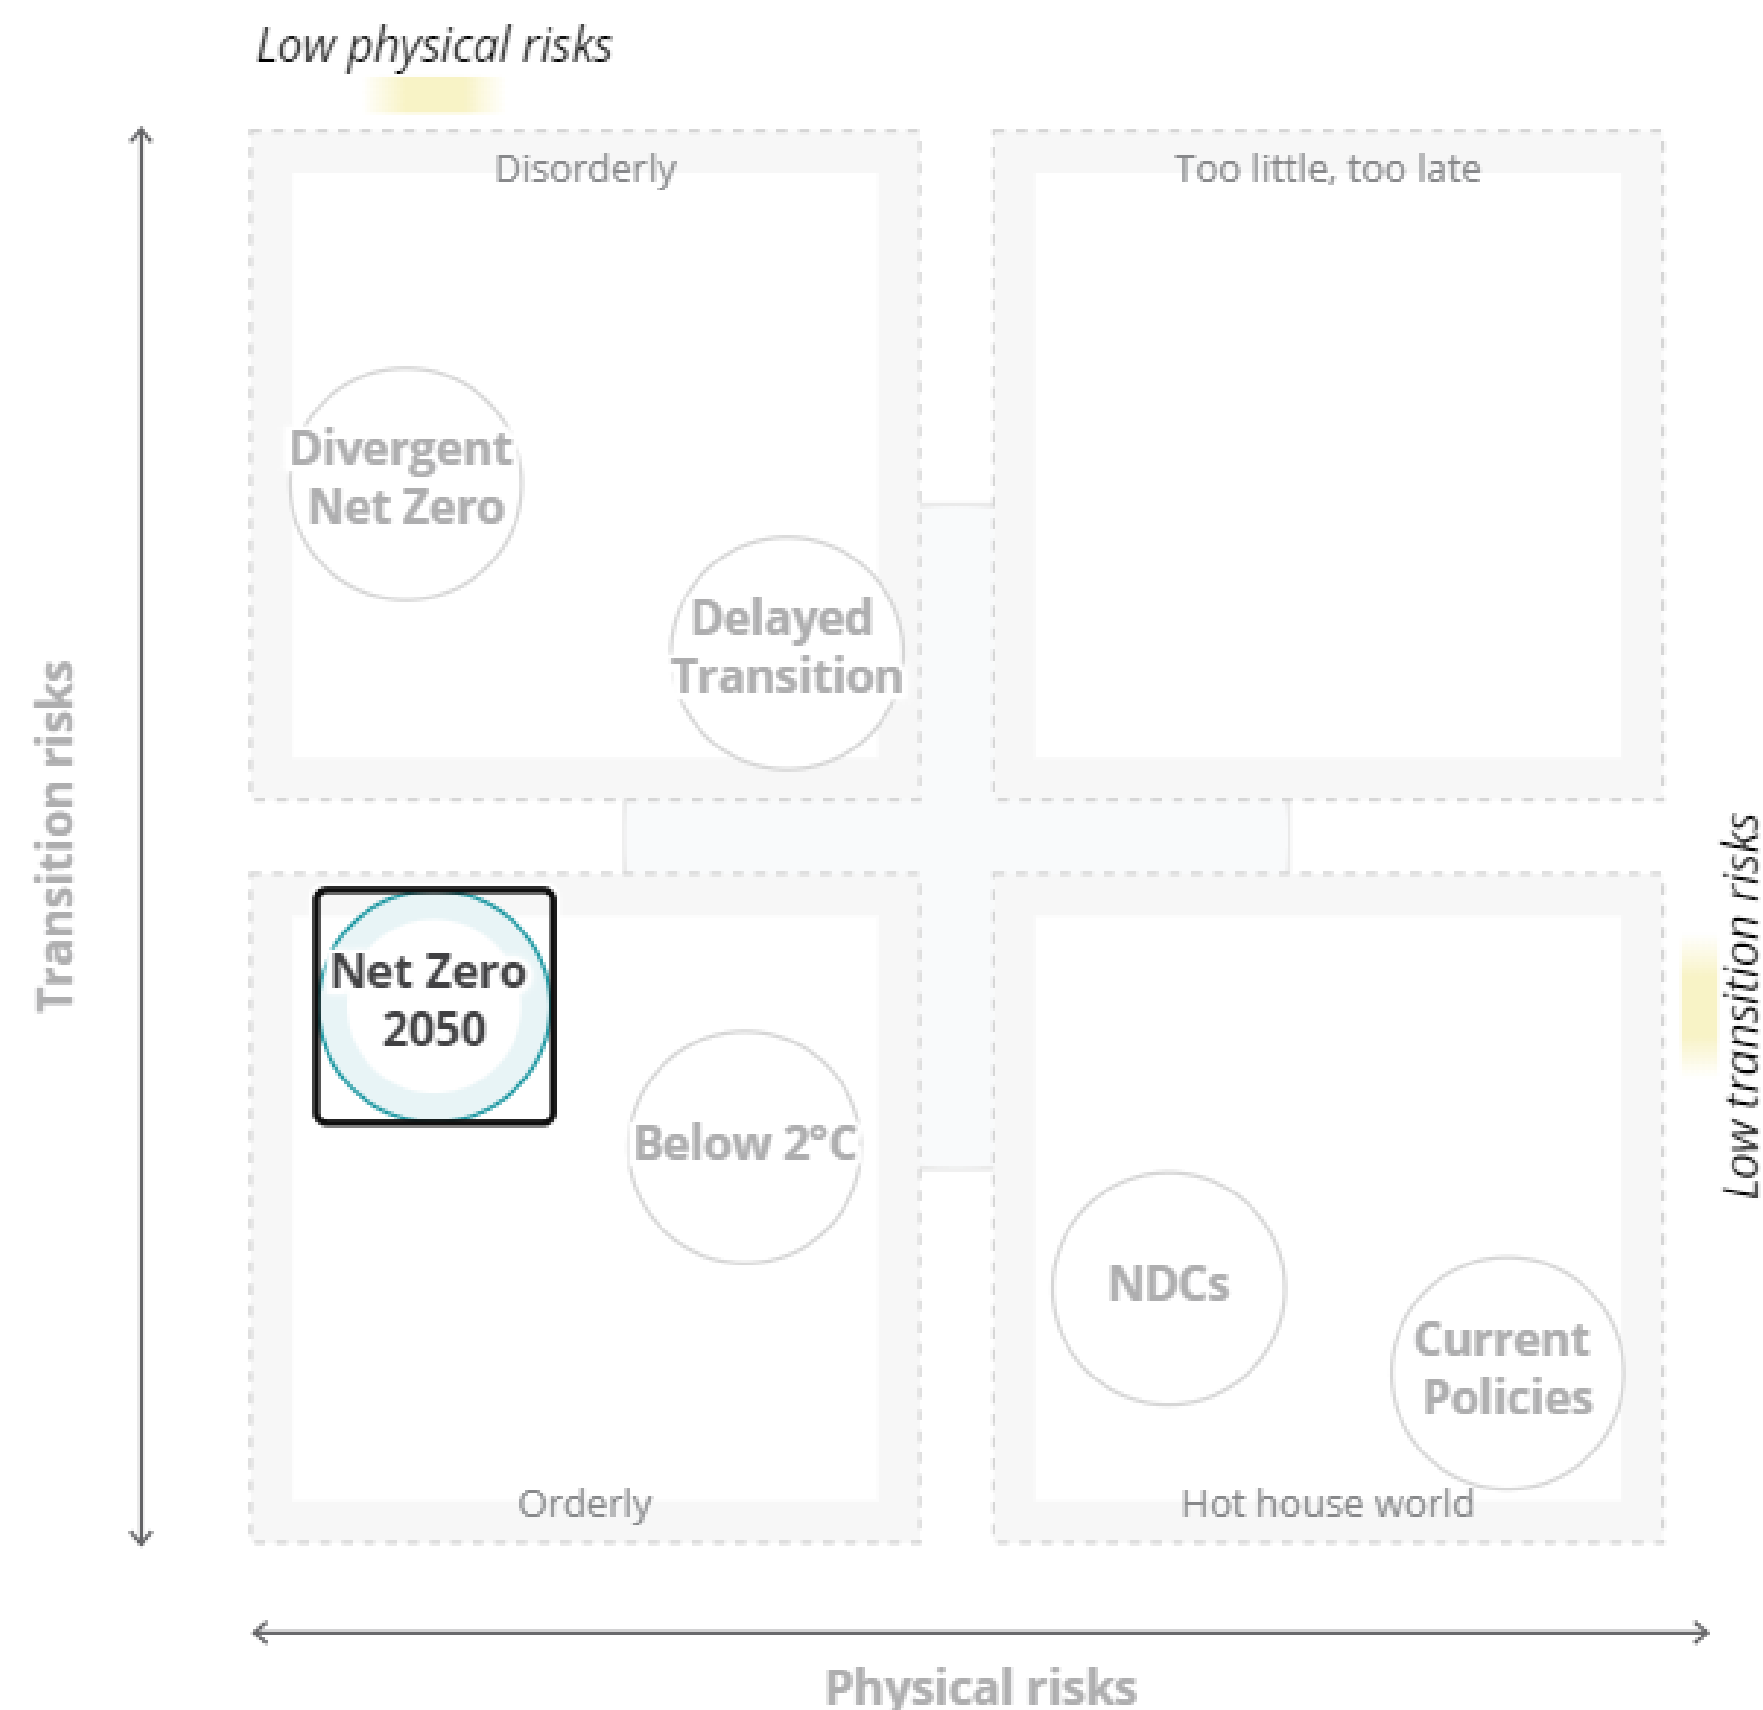 Low physical risks
Disorderly
Too little, too late
Divergent
Net Zero
Delayed
Transition
Transition risks
Low transition risks
Net Zero
2050
Below 2°C
NDCs
Current
Policies
Orderly
Hot house world
Physical risks